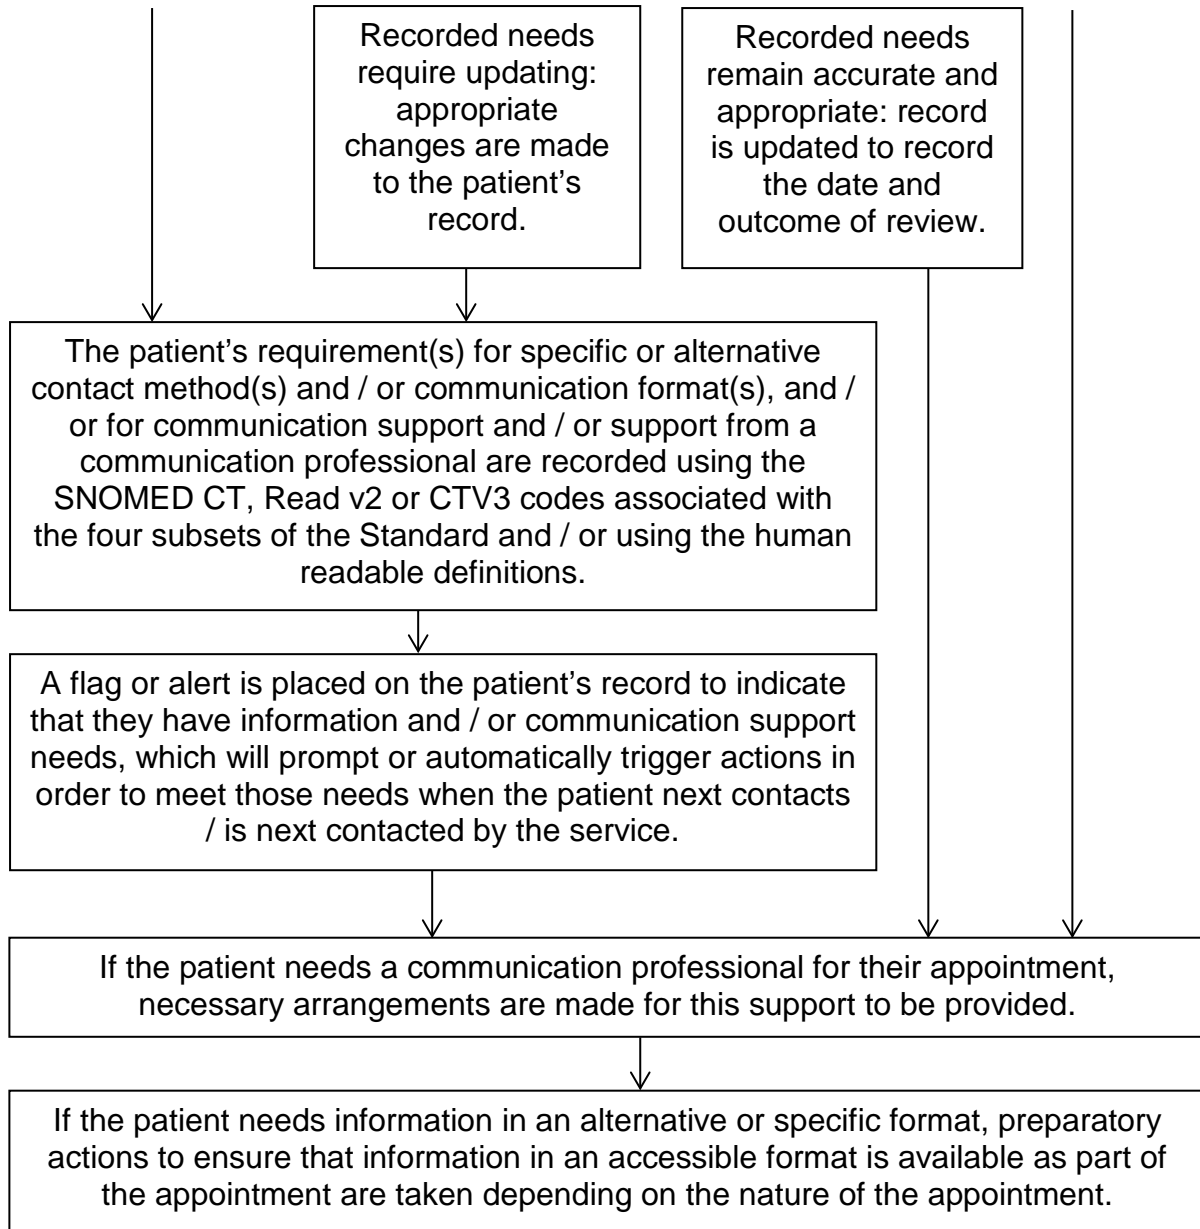 Recorded needs
require updating:
appropriate
changes are made
to the patient's
record.
Recorded needs
remain accurate and
appropriate: record
is updated to record
the date and
outcome of review.
The patient's requirement(s) for specific or alternative
contact method(s) and / or communication format(s), and /
or for communication support and / or support from a
communication professional are recorded using the
SNOMED CT, Read v2 or CTV3 codes associated with
the four subsets of the Standard and / or using the human
readable definitions.
A flag or alert is placed on the patient's record to indicate
that they have information and / or communication support
needs, which will prompt or automatically trigger actions in
order to meet those needs when the patient next contacts
/ is next contacted by the service.
If the patient needs a communication professional for their appointment,
necessary arrangements are made for this support to be provided.
If the patient needs information in an alternative or specific format, preparatory
actions to ensure that information in an accessible format is available as part of
the appointment are taken depending on the nature of the appointment.